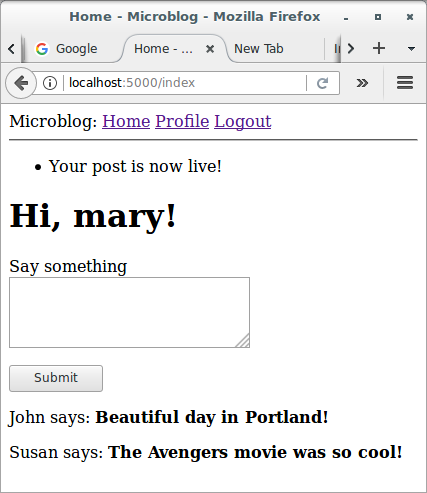 Home - Microblog - Mozilla Firefox
Google Home - ... New Tab
localhost:5000/index
Microblog: Home Profile Logout
Your post is now live!
Hi, mary!
Say something
Submit
John says: Beautiful day in Portland!
Susan says: The Avengers movie was so cool!